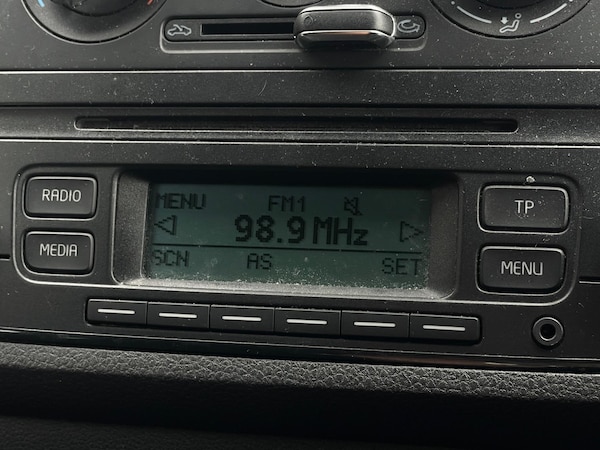 RADIO
MEDIA
MENU FM1
98.9 MHz
SCN AS SET
TP
MENU